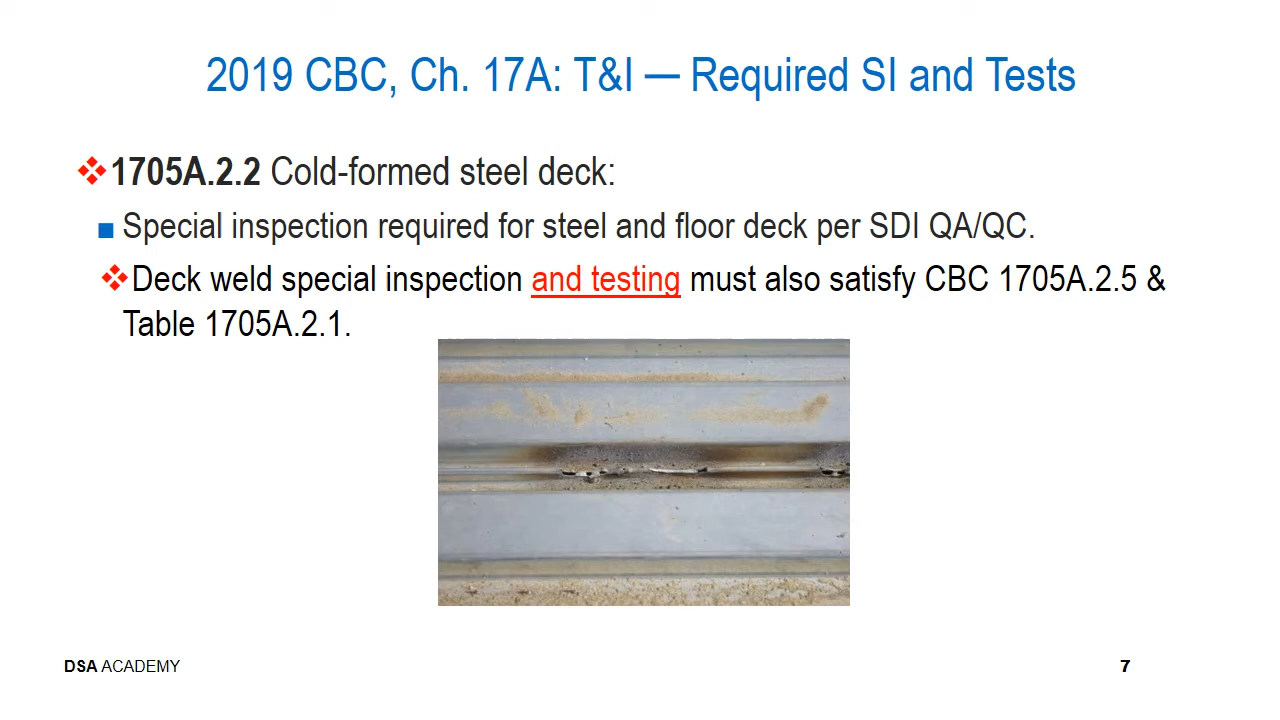 2019 CBC, Ch. 17A: T&I — Required SI and Tests
1705A.2.2 Cold-formed steel deck:
Special inspection required for steel and floor deck per SDI QA/QC.
Deck weld special inspection and testing must also satisfy CBC 1705A.2.5 &
Table 1705A.2.1.
DSA ACADEMY
7